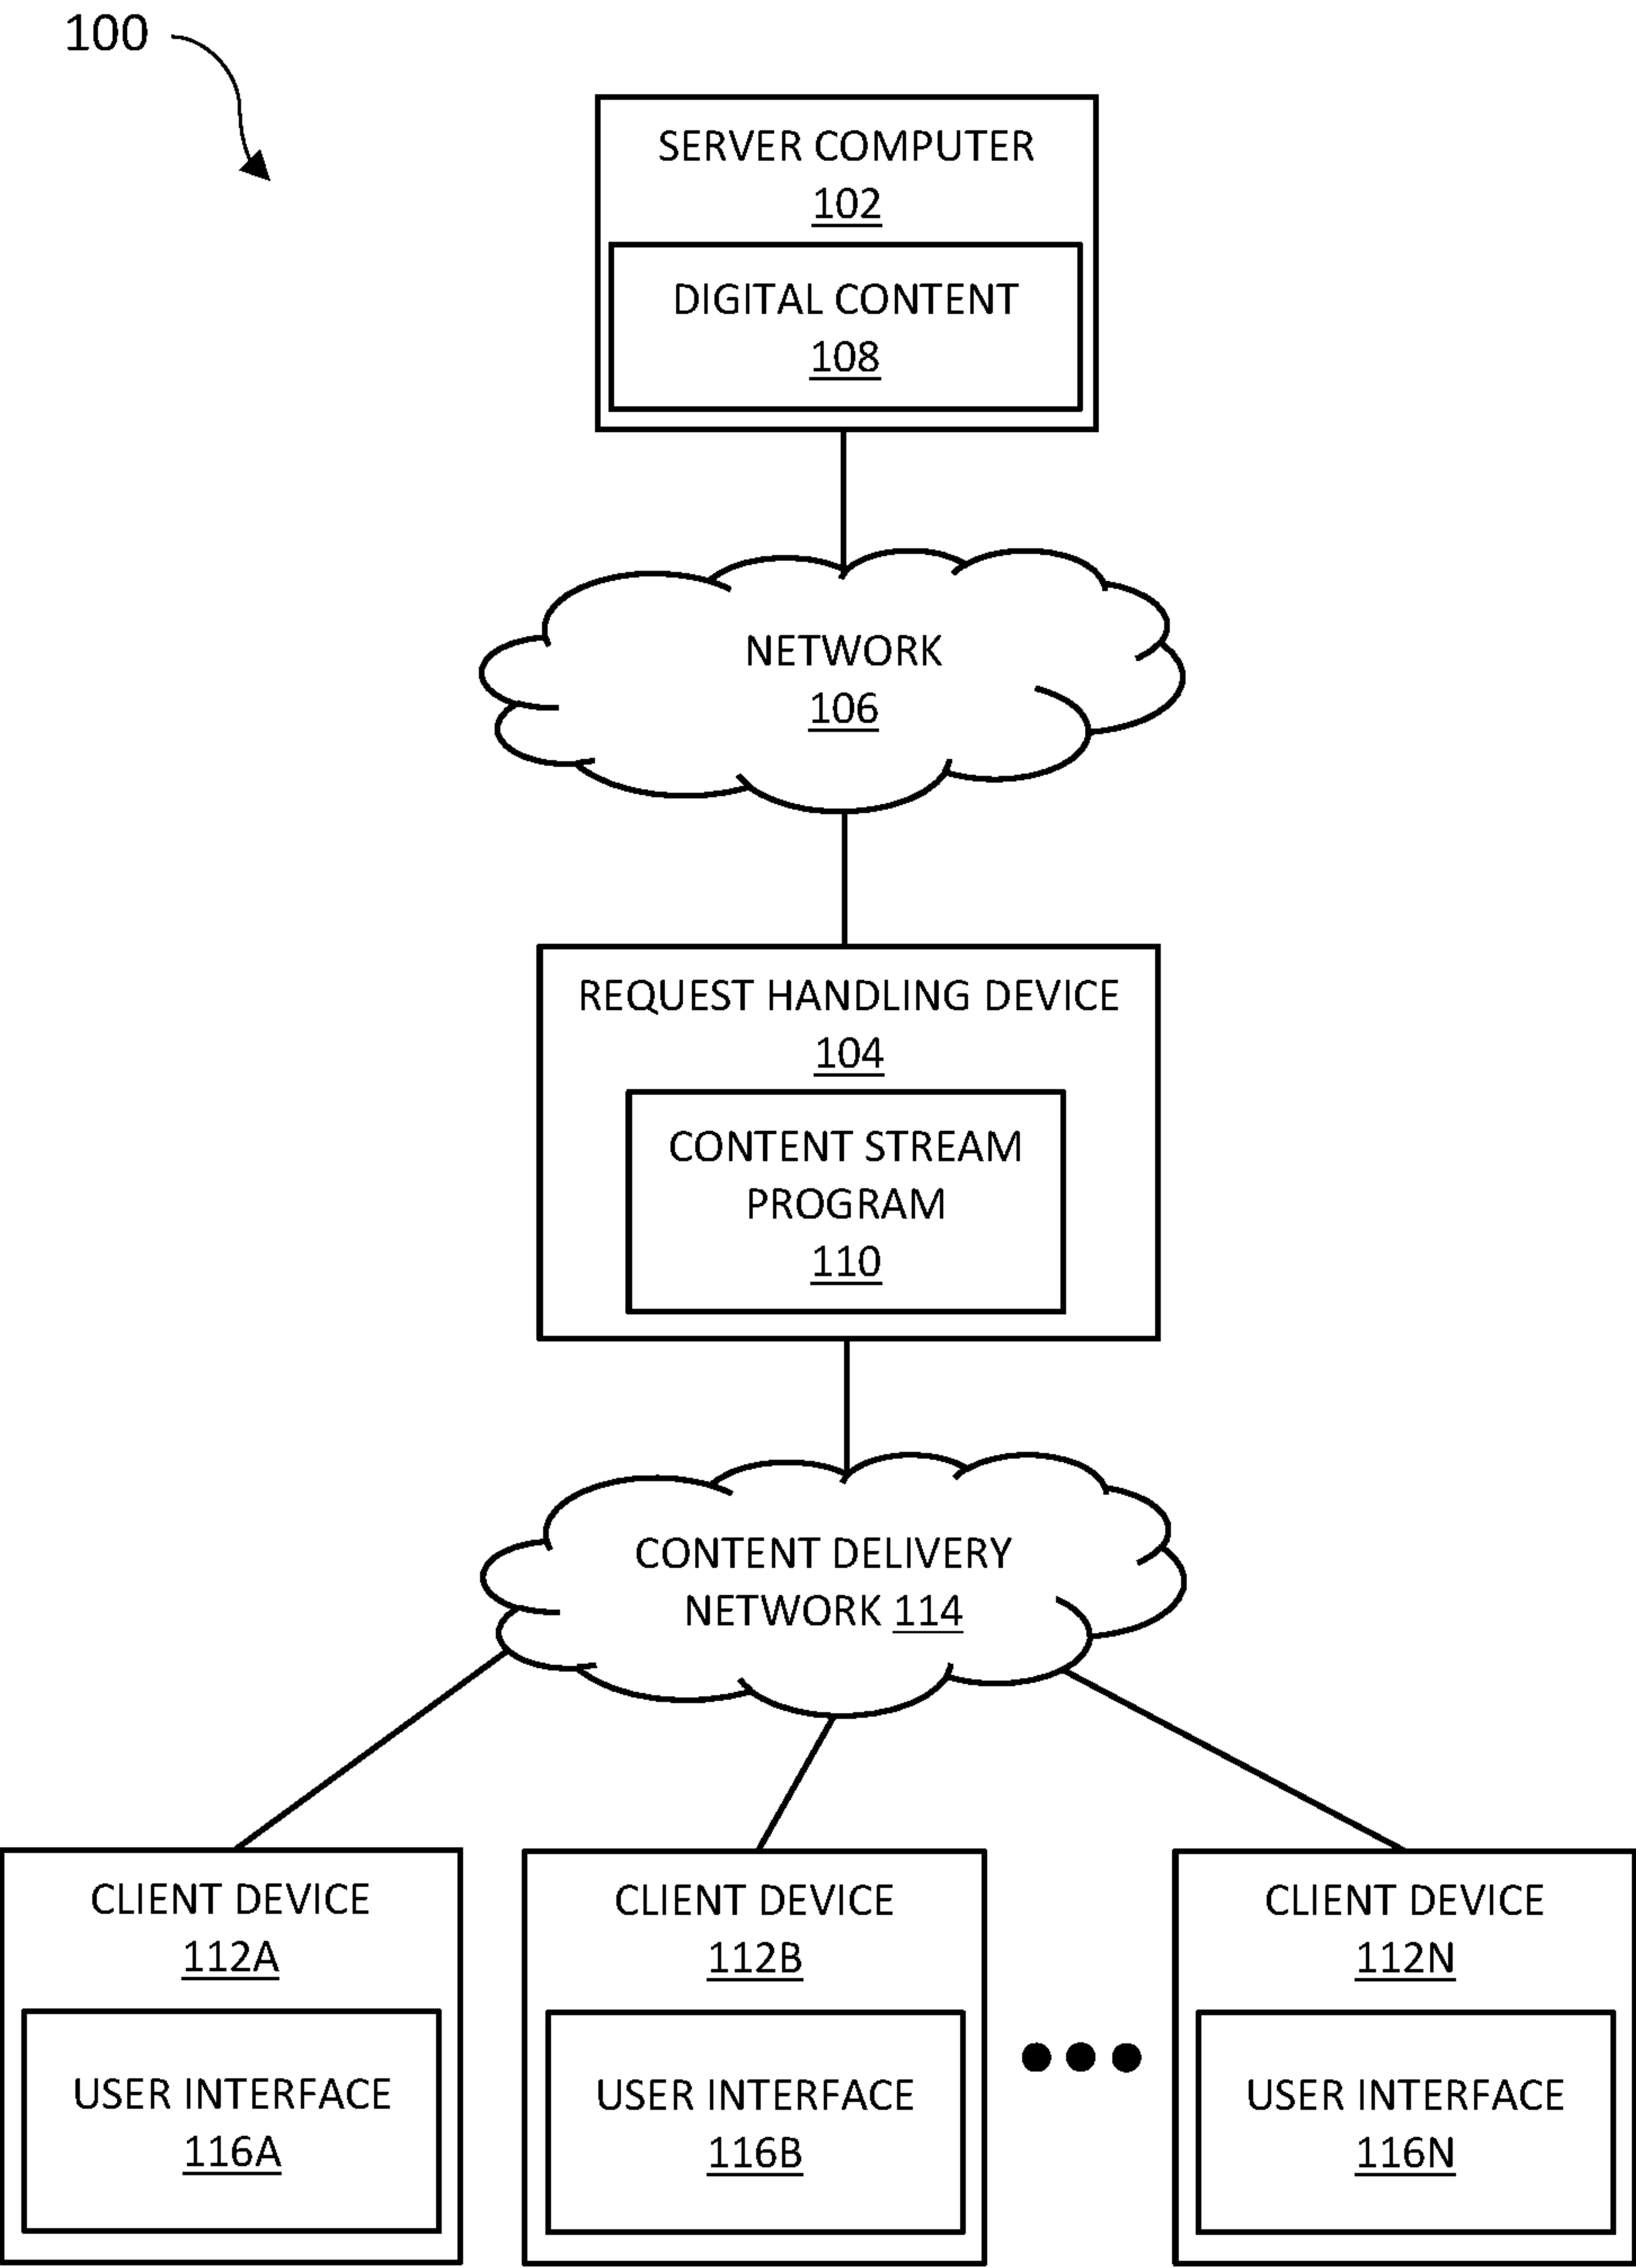 100
SERVER COMPUTER
102
DIGITAL CONTENT
108
NETWORK
106
REQUEST HANDLING DEVICE
104
CONTENT STREAM
PROGRAM
110
CONTENT DELIVERY
NETWORK 114
CLIENT DEVICE
112A
USER INTERFACE
116A
CLIENT DEVICE
112B
USER INTERFACE
116B
CLIENT DEVICE
112N
USER INTERFACE
116N